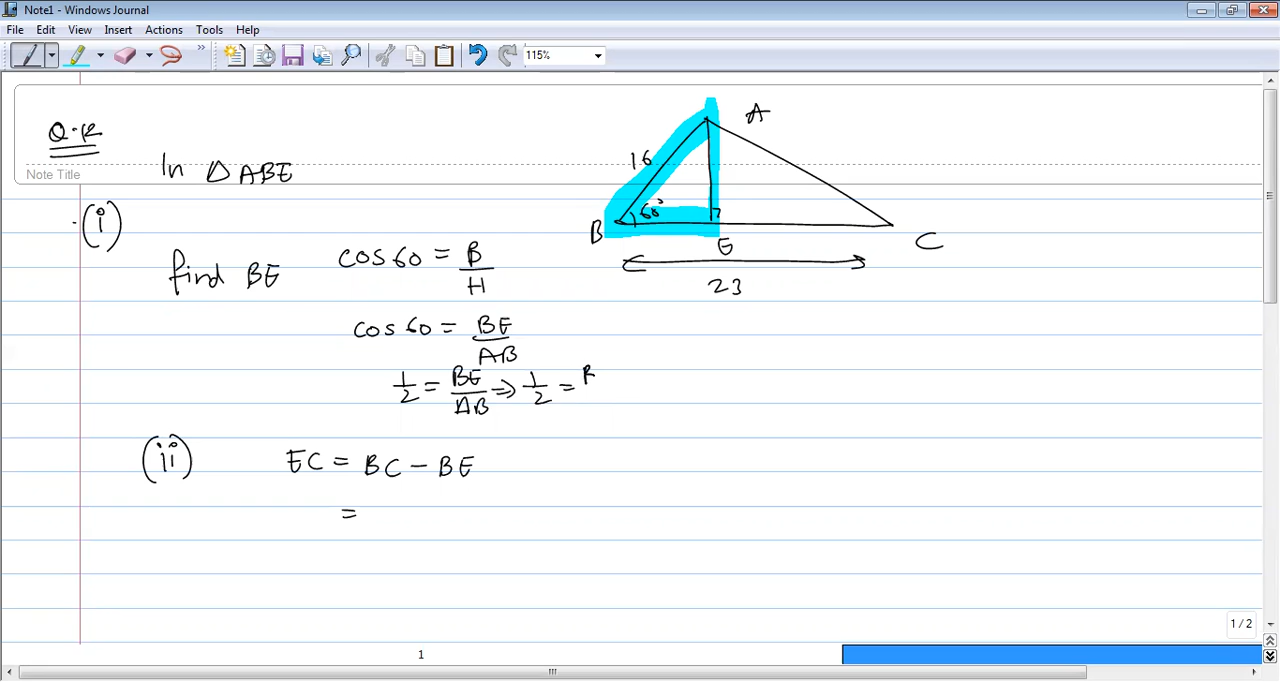 Note1 - Windows Journal
File Edit View Insert Actions Tools Help
» 115%
Note Title
In △ ABE
(i)
find BE
cos 60 = B/H
cos 60 = BE/AB
1/2 = BE/AB ⇒ 1/2 =
(ii) EC = BC - BE
=
A
16
60°
B
E
C
23
1 / 2
1